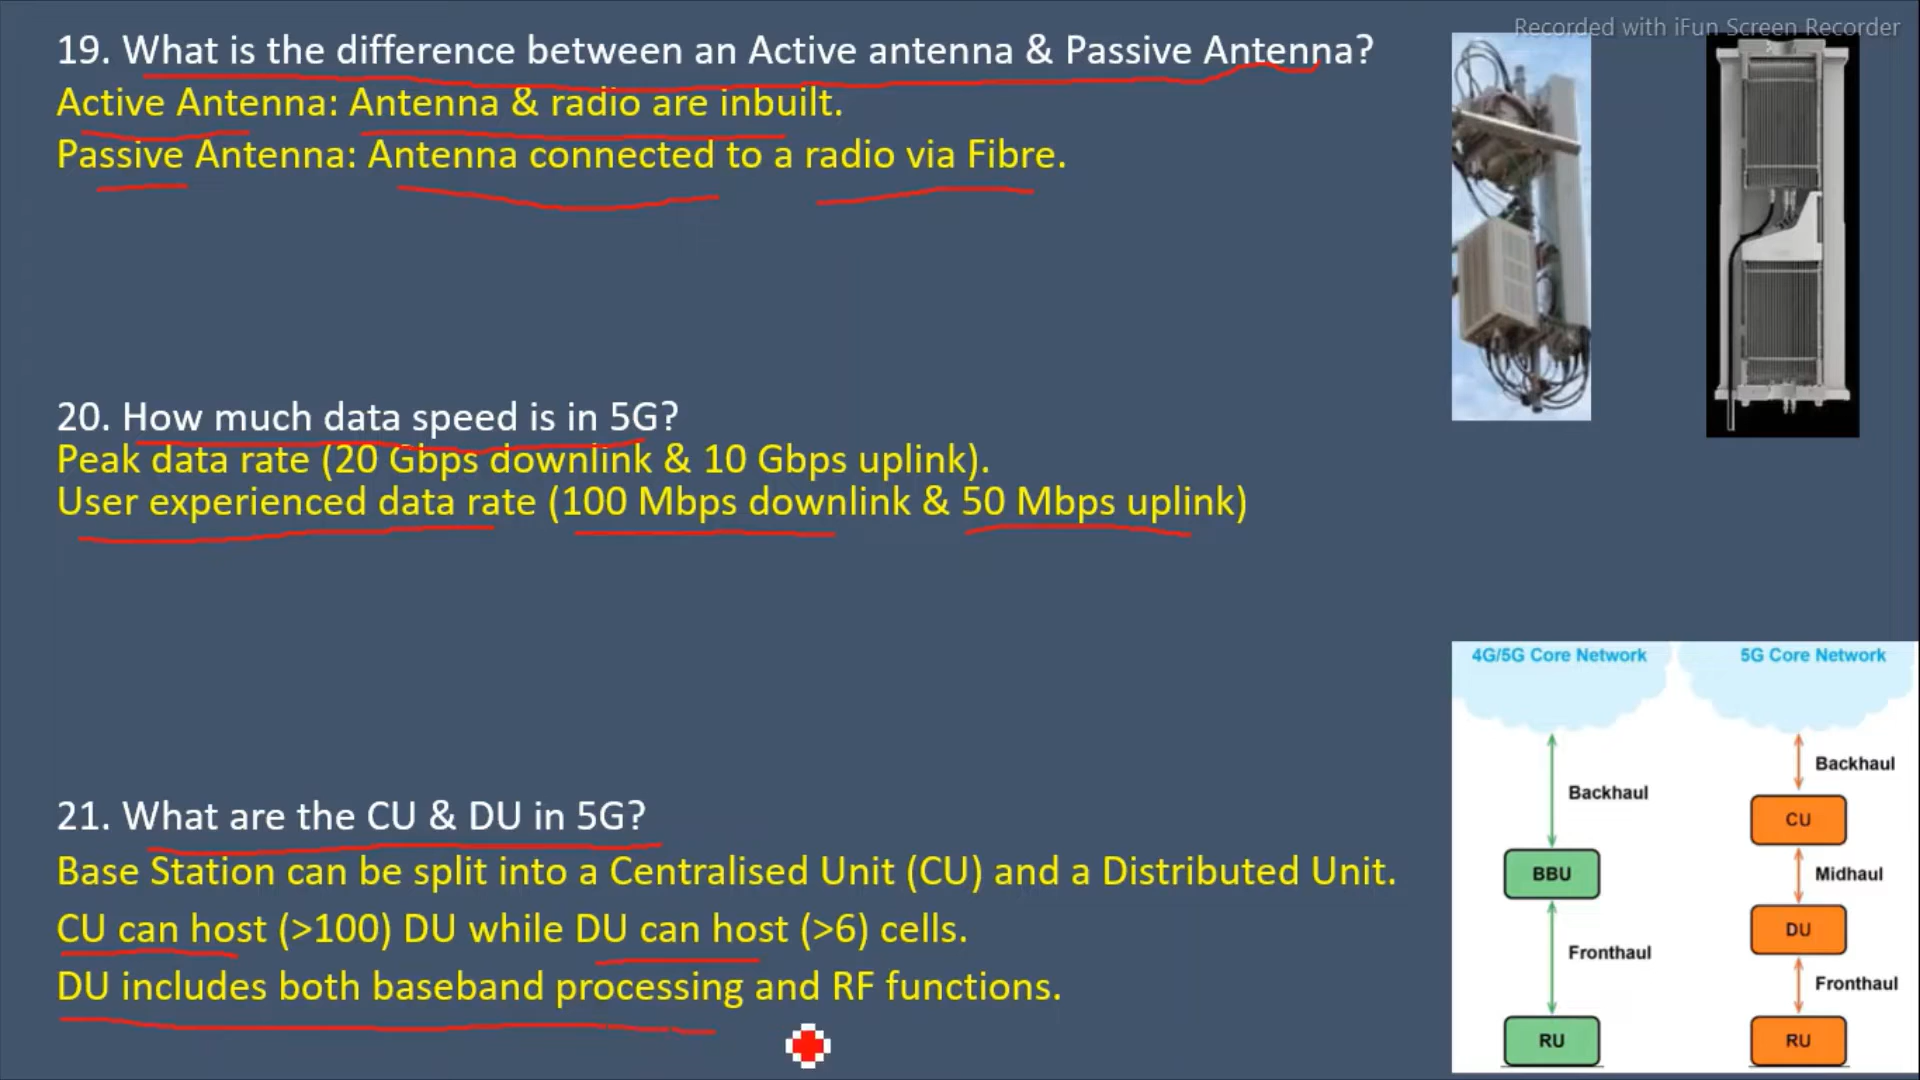 Recorded with iFun Screen Recorder
19. What is the difference between an Active antenna & Passive Antenna?
Active Antenna: Antenna & radio are inbuilt.
Passive Antenna: Antenna connected to a radio via Fibre.
20. How much data speed is in 5G?
Peak data rate (20 Gbps downlink & 10 Gbps uplink).
User experienced data rate (100 Mbps downlink & 50 Mbps uplink)
21. What are the CU & DU in 5G?
Base Station can be split into a Centralised Unit (CU) and a Distributed Unit.
CU can host (>100) DU while DU can host (>6) cells.
DU includes both baseband processing and RF functions.
4G/5G Core Network
Backhaul
BBU
Fronthaul
RU
5G Core Network
Backhaul
CU
Midhaul
DU
Fronthaul
RU